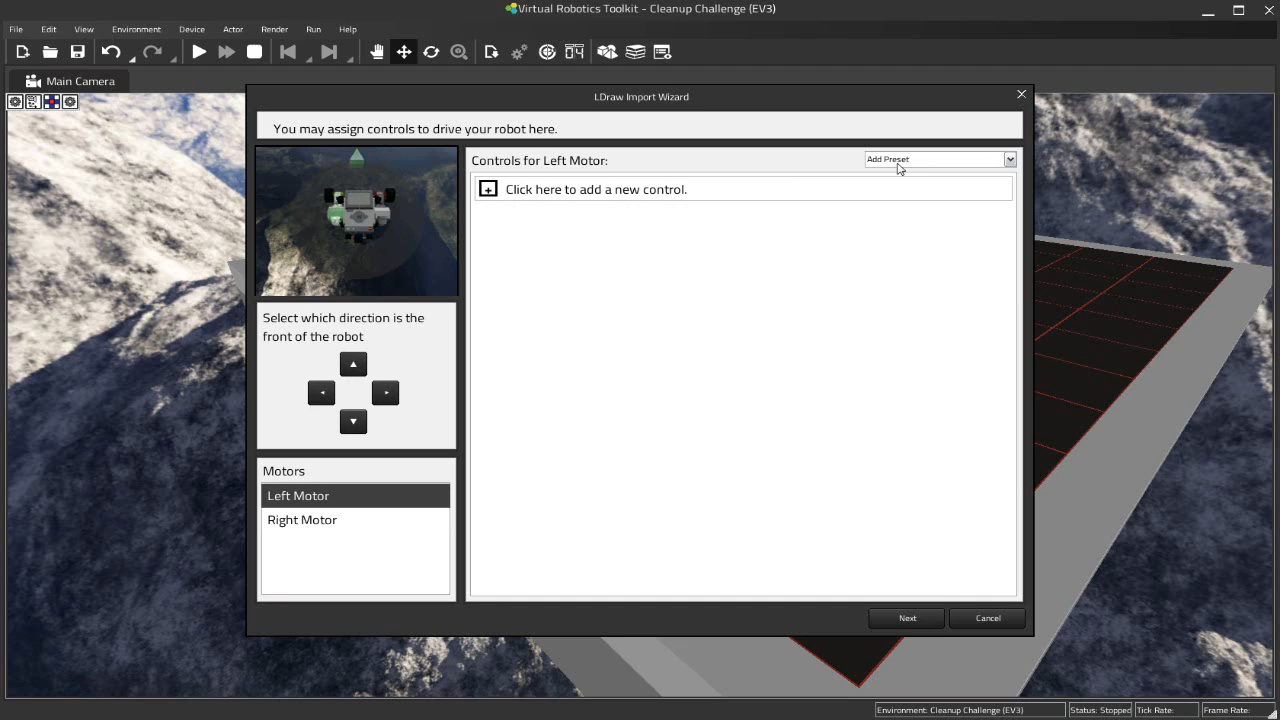 Virtual Robotics Toolkit - Cleanup Challenge (EV3)
File Edit View Environment Device Actor Render Run Help
Main Camera
LDraw Import Wizard
You may assign controls to drive your robot here.
Controls for Left Motor:
Add Preset
Click here to add a new control.
Select which direction is the
front of the robot
Motors
Left Motor
Right Motor
Next Cancel
Environment: Cleanup Challenge (EV3) Status: Stopped Tick Rate: Frame Rate: